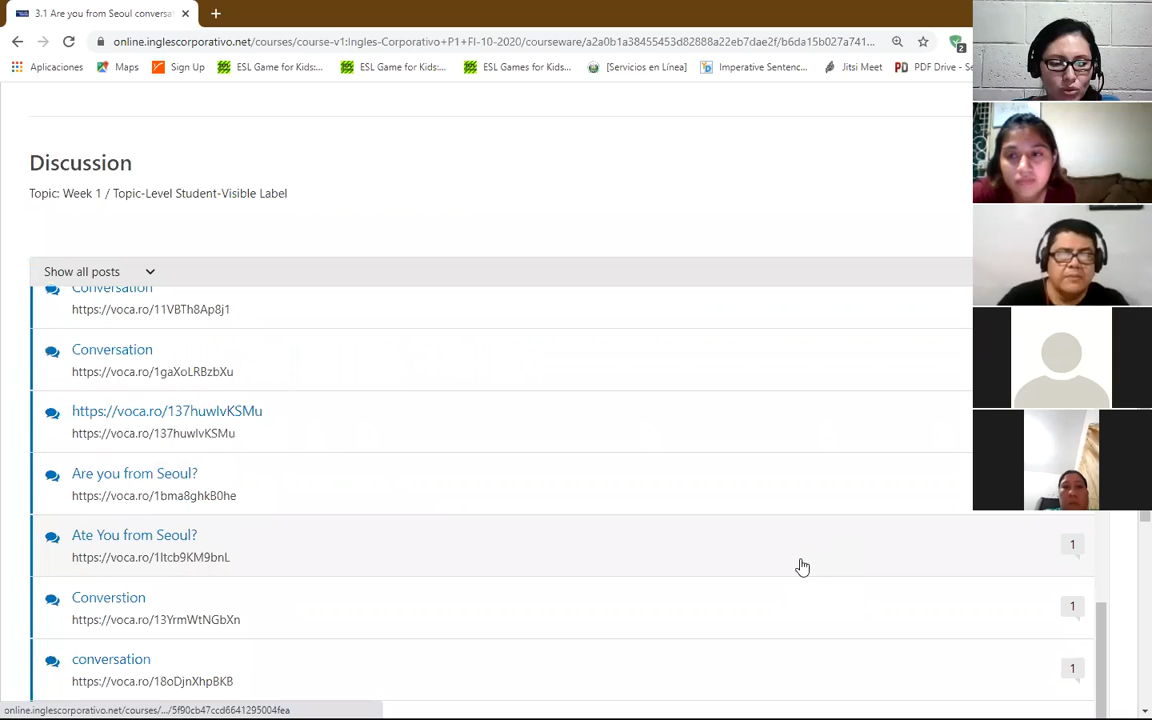 3.1 Are you from Seoul conversat
online.inglescorporativo.net/courses/course-v1:Ingles-Corporativo+P1+FI-10-2020/courseware/a2a0b1a38455453d82888a22eb7dae2f/b6da15b027a741...
2
Aplicaciones
Maps
Sign Up
ESL Game for Kids:...
ESL Game for Kids:...
ESL Games for Kids:...
[Servicios en Línea]
Imperative Sentenc...
Jitsi Meet
PD PDF Drive - Se
Discussion
Topic: Week 1 / Topic-Level Student-Visible Label
Show all posts
Conversation
https://voca.ro/11VBTh8Ap8j1
Conversation
https://voca.ro/1gaXoLRBzbXu
https://voca.ro/137huwlvKSMu
https://voca.ro/137huwlvKSMu
Are you from Seoul?
https://voca.ro/1bma8ghkB0he
Ate You from Seoul?
https://voca.ro/1ltcb9KM9bnL
1
Converstion
https://voca.ro/13YrmWtNGbXn
1
conversation
https://voca.ro/18oDjnXhpBKB
1
online.inglescorporativo.net/courses/.../5f90cb47ccd6641295004fea